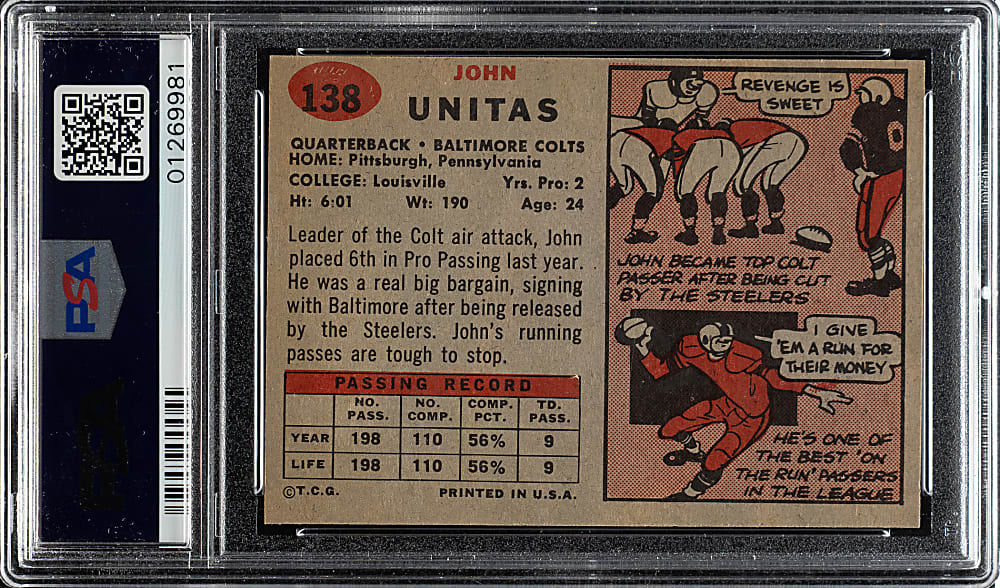 01269981
PSA
138
JOHN
UNITAS
QUARTERBACK • BALTIMORE COLTS
HOME: Pittsburgh, Pennsylvania
COLLEGE: Louisville Yrs. Pro: 2
Ht: 6:01 Wt: 190 Age: 24
Leader of the Colt air attack, John
placed 6th in Pro Passing last year.
He was a real big bargain, signing
with Baltimore after being released
by the Steelers. John's running
passes are tough to stop.
PASSING RECORD
NO. PASS. NO. COMP. COMP. PCT. TD. PASS.
YEAR 198 110 56% 9
LIFE 198 110 56% 9
©T.C.G. PRINTED IN U.S.A.
REVENGE IS
SWEET
JOHN BECAME TOP COLT
PASSER AFTER BEING CUT
BY THE STEELERS
I GIVE
'EM A RUN FOR
THEIR MONEY
HE'S ONE OF
THE BEST 'ON
THE RUN' PASSERS
IN THE LEAGUE